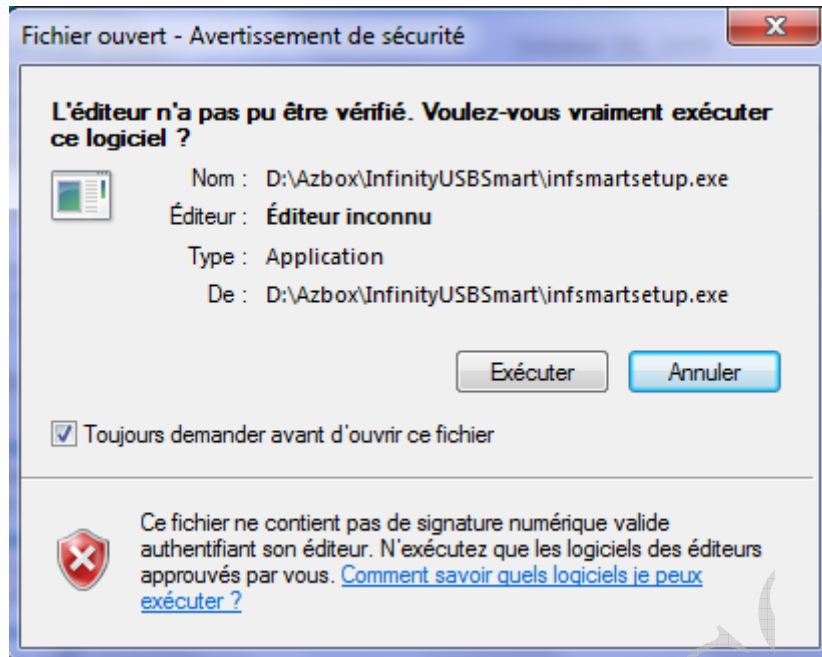 Fichier ouvert - Avertissement de sécurité
L'éditeur n'a pas pu être vérifié. Voulez-vous vraiment exécuter
ce logiciel ?
Nom : D:\Azbox\InfinityUSBSmart\infsmartsetup.exe
Éditeur : Éditeur inconnu
Type : Application
De : D:\Azbox\InfinityUSBSmart\infsmartsetup.exe
Exécuter Annuler
Toujours demander avant d'ouvrir ce fichier
Ce fichier ne contient pas de signature numérique valide
authentifiant son éditeur. N'exécutez que les logiciels des éditeurs
approuvés par vous. Comment savoir quels logiciels je peux
exécuter ?